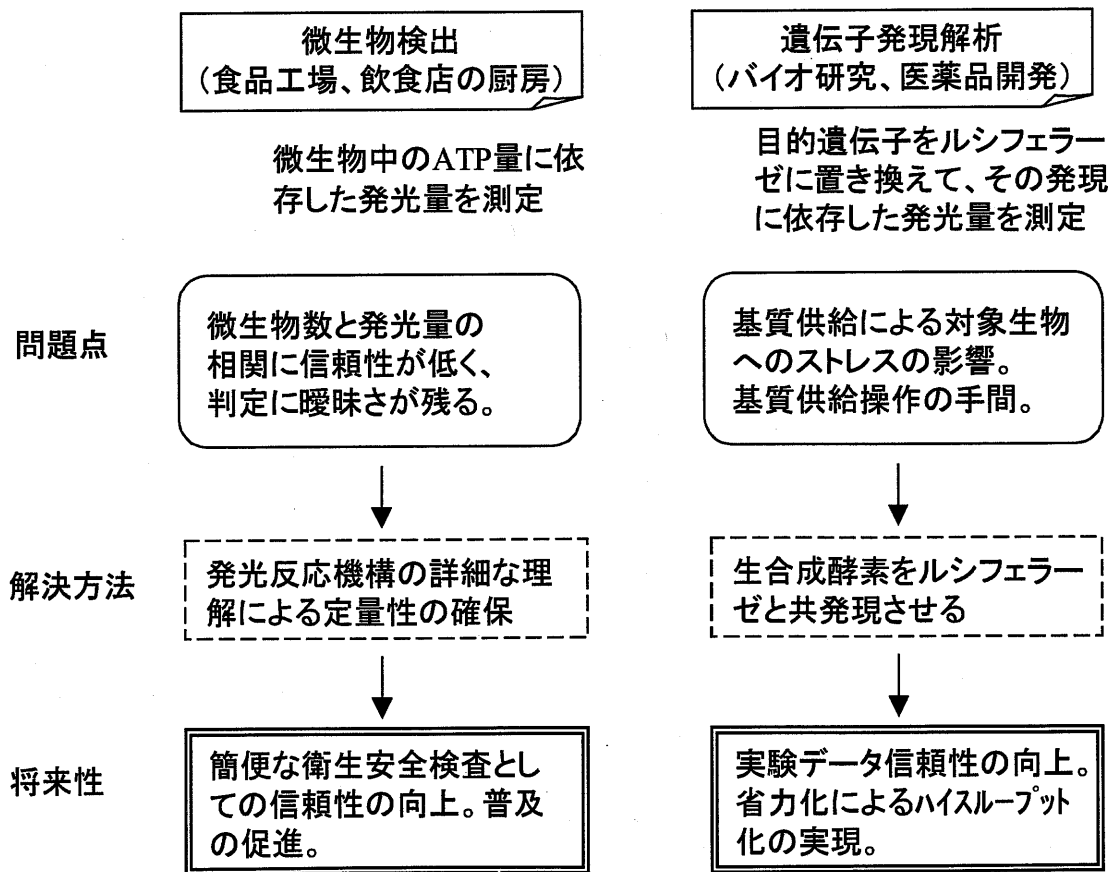 微生物検出
(食品工場、飲食店の厨房)
微生物中のATP量に依
存した発光量を測定
遺伝子発現解析
(バイオ研究、医薬品開発)
目的遺伝子をルシフェラー
ゼに置き換えて、その発現
に依存した発光量を測定
問題点
微生物数と発光量の
相関に信頼性が低く、
判定に曖昧さが残る。
基質供給による対象生物
へのストレスの影響。
基質供給操作の手間。
解決方法
発光反応機構の詳細な理
解による定量性の確保
生合成酵素をルシフェラー
ゼと共発現させる
将来性
簡便な衛生安全検査とし
ての信頼性の向上。普及
の促進。
実験データ信頼性の向上。
省力化によるハイスループット
化の実現。